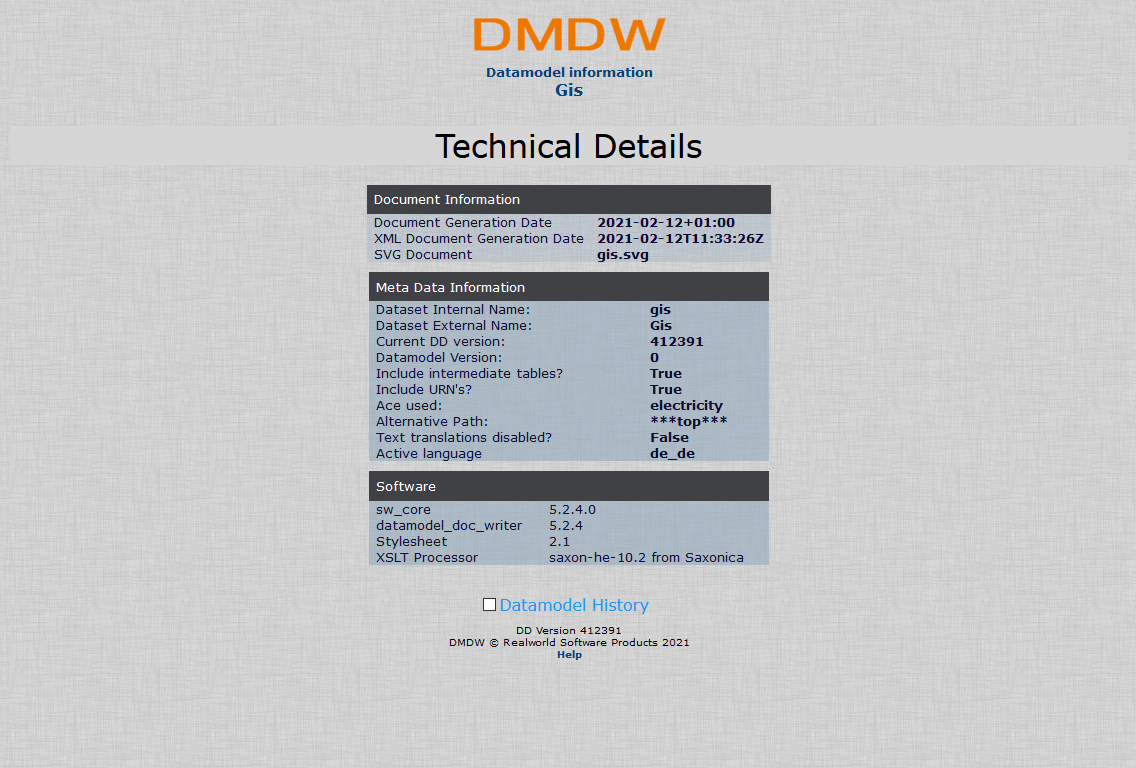 DMDW
Datamodel information
Gis
Technical Details
Document Information
Document Generation Date 2021-02-12+01:00
XML Document Generation Date 2021-02-12T11:33:26Z
SVG Document gis.svg
Meta Data Information
Dataset Internal Name: gis
Dataset External Name: Gis
Current DD version: 412391
Datamodel Version: 0
Include intermediate tables? True
Include URN's? True
Ace used: electricity
Alternative Path: ***top***
Text translations disabled? False
Active language de_de
Software
sw_core 5.2.4.0
datamodel_doc_writer 5.2.4
Stylesheet 2.1
XSLT Processor saxon-he-10.2 from Saxonica
Datamodel History
DD Version 412391
DMDW © Realworld Software Products 2021
Help